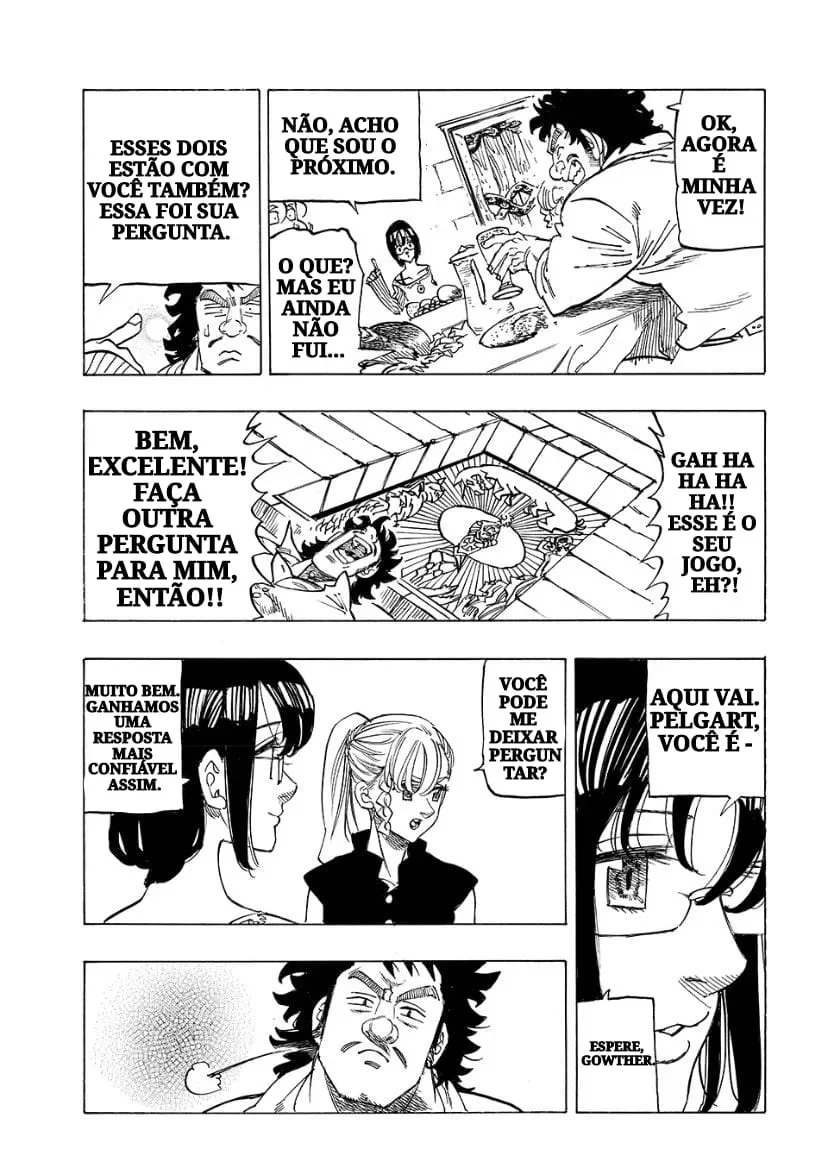 OK,
AGORA
É
MINHA
VEZ!
NÃO, ACHO
QUE SOU O
PRÓXIMO.
O QUE?
MAS EU
AINDA
NÃO
FUI...
ESSES DOIS
ESTÃO COM
VOCÊ TAMBÉM?
ESSA FOI SUA
PERGUNTA.
GAH HA
HA HA
HA!!
ESSE É O
SEU
JOGO,
EH?!
BEM,
EXCELENTE!
FAÇA
OUTRA
PERGUNTA
PARA MIM,
ENTÃO!!
AQUI VAI.
PELGART,
VOCÊ É -
ESPERE,
GOWTHER.
VOCÊ
PODE
ME
DEIXAR
PERGUN
TAR?
MUITO BEM.
GANHAMOS
UMA
RESPOSTA
MAIS
CONFIÁVEL
ASSIM.